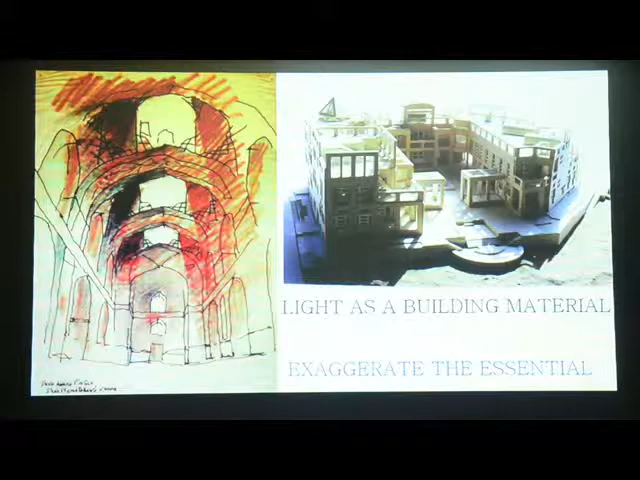 LIGHT AS A BUILDING MATERIAL
EXAGGERATE THE ESSENTIAL